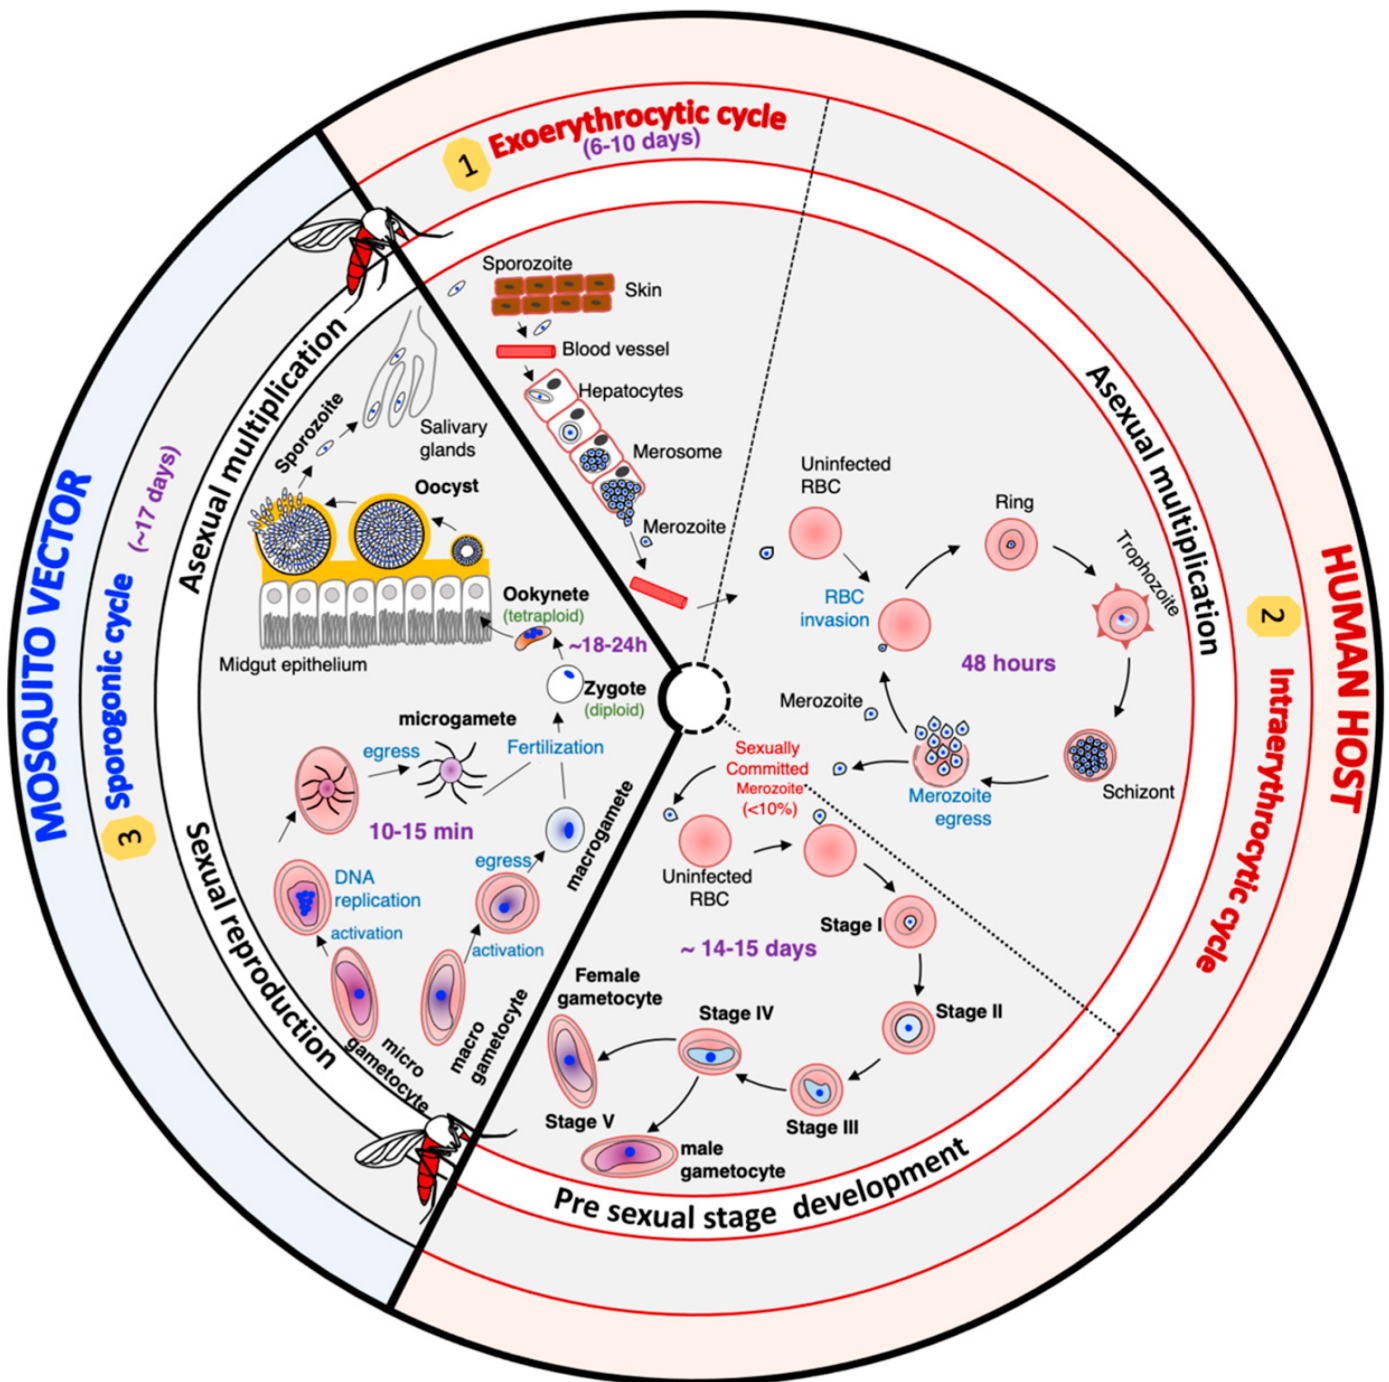 1
Exoerythrocytic cycle
(6-10 days)
Sporozoite
Skin
Blood vessel
Hepatocytes
Merosome
Merozoite
HUMAN HOST
2
Intraerythrocytic cycle
Asexual multiplication
Uninfected
RBC
RBC
invasion
Ring
Trophozoite
48 hours
Schizont
Merozoite
egress
Merozoite
Sexually
Committed
Merozoite
(<10%)
Uninfected
RBC
Stage I
~ 14-15 days
Stage II
Stage III
Stage IV
Female
gametocyte
Stage V
male
gametocyte
Pre sexual stage development
MOSQUITO VECTOR
3
Sporogonic cycle
(~17 days)
Sexual reproduction
micro
gametocyte
macro
gametocyte
activation
DNA
replication
activation
egress
10-15 min
egress
microgamete
macrogamete
Fertilization
Zygote
(diploid)
~18-24h
Ookynete
(tetraploid)
Midgut epithelium
Oocyst
Sporozoite
Salivary
glands
Asexual multiplication